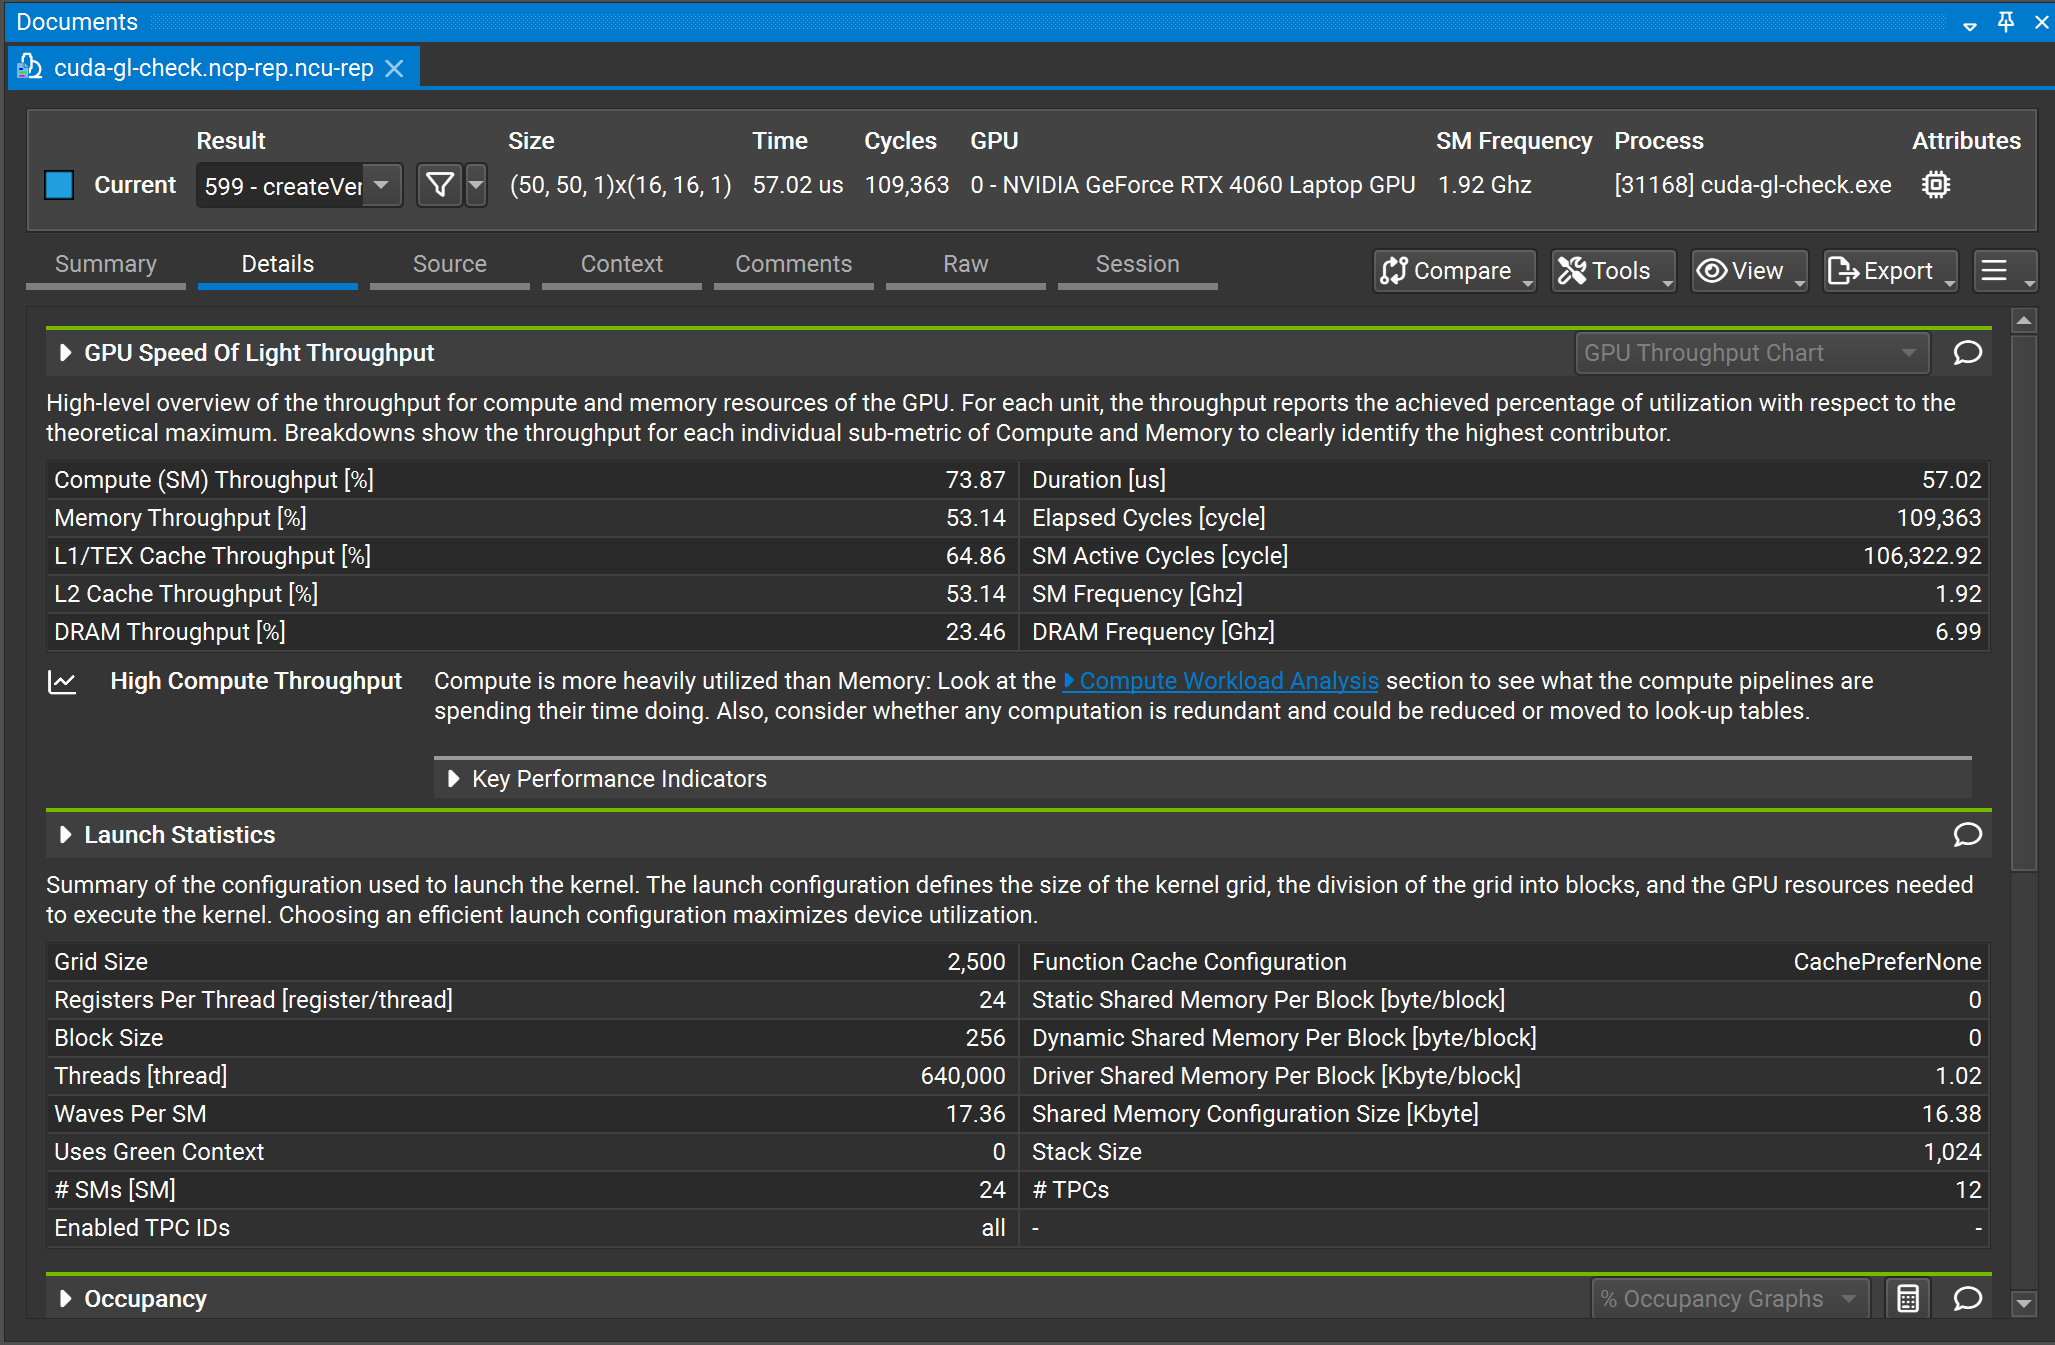 Documents
cuda-gl-check.ncp-rep.ncu-rep
Result Size Time Cycles GPU SM Frequency Process Attributes
Current 599 - createVer (50, 50, 1)x(16, 16, 1) 57.02 us 109,363 0 - NVIDIA GeForce RTX 4060 Laptop GPU 1.92 Ghz [31168] cuda-gl-check.exe
Summary Details Source Context Comments Raw Session Compare Tools View Export
GPU Speed Of Light Throughput GPU Throughput Chart
High-level overview of the throughput for compute and memory resources of the GPU. For each unit, the throughput reports the achieved percentage of utilization with respect to the
theoretical maximum. Breakdowns show the throughput for each individual sub-metric of Compute and Memory to clearly identify the highest contributor.
Compute (SM) Throughput [%] 73.87 Duration [us] 57.02
Memory Throughput [%] 53.14 Elapsed Cycles [cycle] 109,363
L1/TEX Cache Throughput [%] 64.86 SM Active Cycles [cycle] 106,322.92
L2 Cache Throughput [%] 53.14 SM Frequency [Ghz] 1.92
DRAM Throughput [%] 23.46 DRAM Frequency [Ghz] 6.99
High Compute Throughput Compute is more heavily utilized than Memory: Look at the Compute Workload Analysis section to see what the compute pipelines are
spending their time doing. Also, consider whether any computation is redundant and could be reduced or moved to look-up tables.
Key Performance Indicators
Launch Statistics
Summary of the configuration used to launch the kernel. The launch configuration defines the size of the kernel grid, the division of the grid into blocks, and the GPU resources needed
to execute the kernel. Choosing an efficient launch configuration maximizes device utilization.
Grid Size 2,500 Function Cache Configuration CachePreferNone
Registers Per Thread [register/thread] 24 Static Shared Memory Per Block [byte/block] 0
Block Size 256 Dynamic Shared Memory Per Block [byte/block] 0
Threads [thread] 640,000 Driver Shared Memory Per Block [Kbyte/block] 1.02
Waves Per SM 17.36 Shared Memory Configuration Size [Kbyte] 16.38
Uses Green Context 0 Stack Size 1,024
# SMs [SM] 24 # TPCs 12
Enabled TPC IDs all - -
Occupancy % Occupancy Graphs